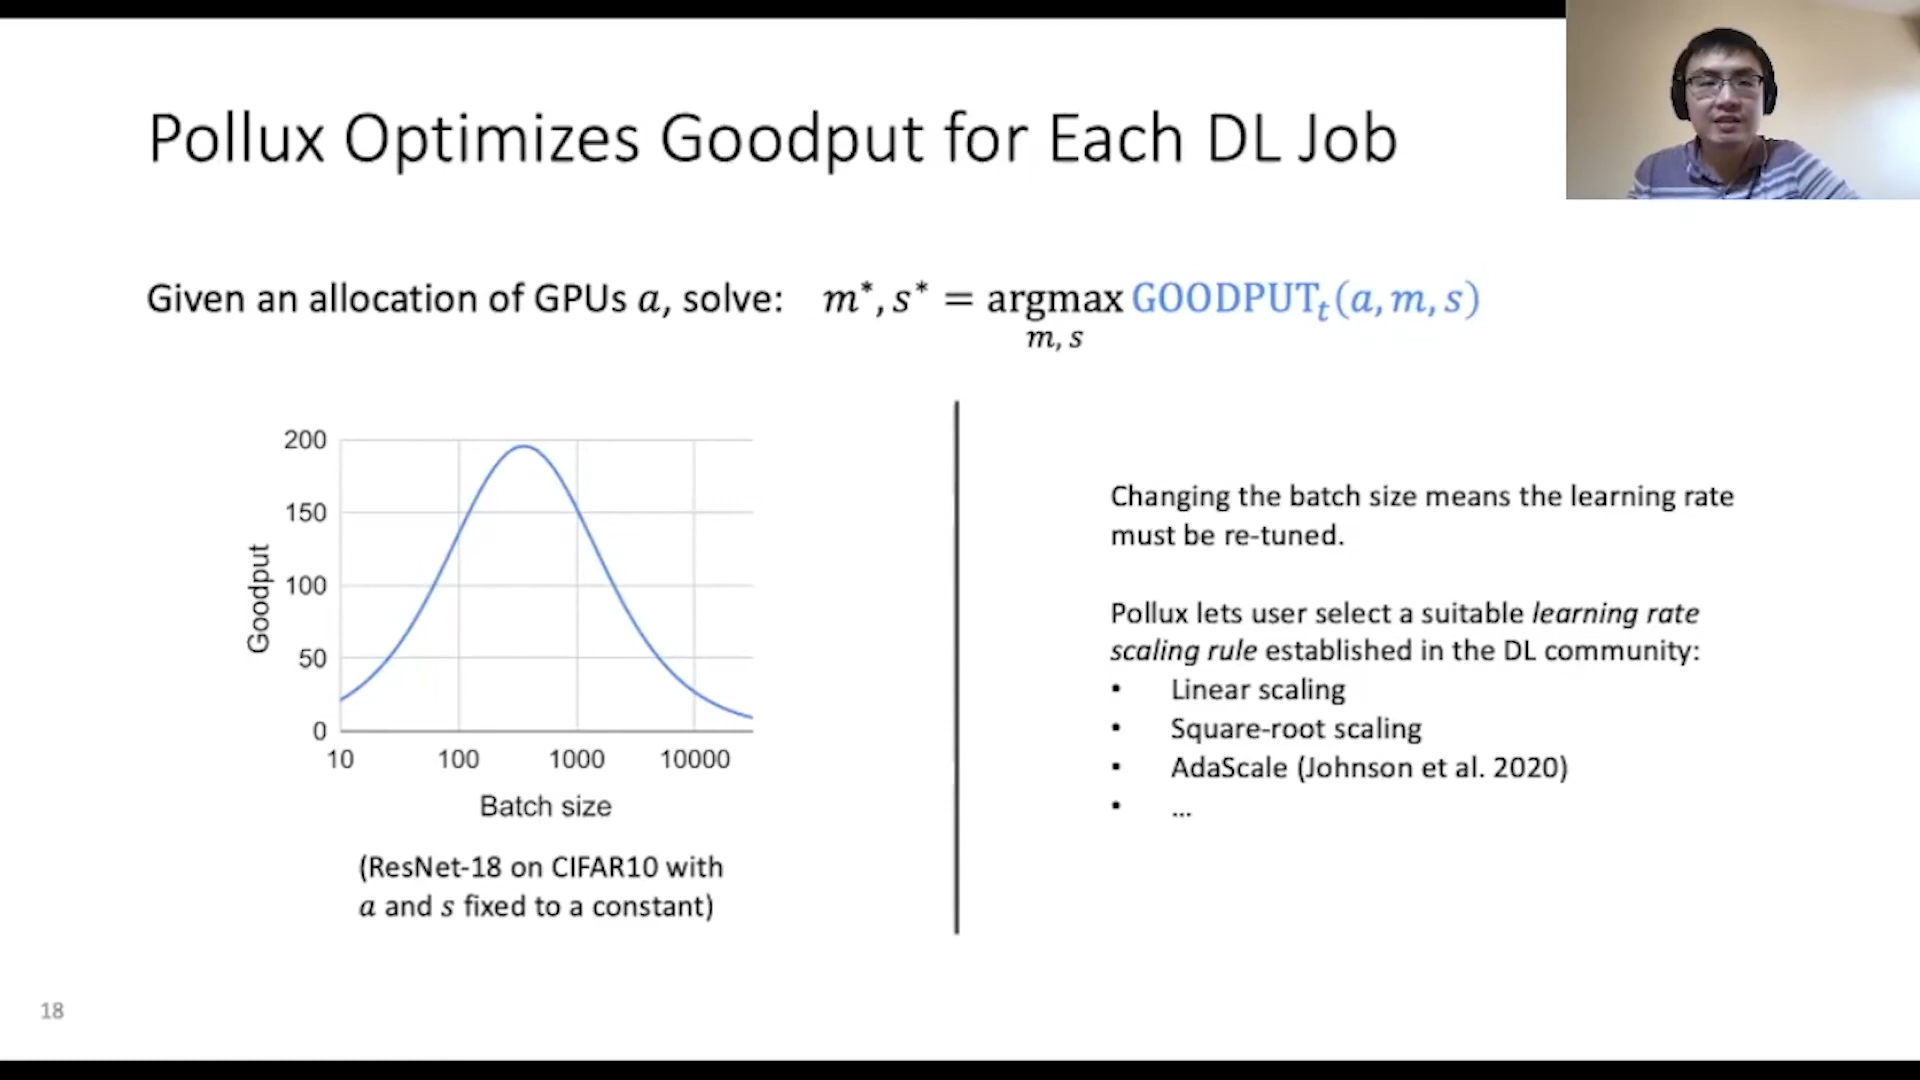 Pollux Optimizes Goodput for Each DL Job
Given an allocation of GPUs a, solve: m*, s* = argmax GOODPUTt(a, m, s)
m, s
200
150
100
50
0
Goodput
10 100 1000 10000
Batch size
(ResNet-18 on CIFAR10 with
a and s fixed to a constant)
Changing the batch size means the learning rate
must be re-tuned.
Pollux lets user select a suitable learning rate
scaling rule established in the DL community:
• Linear scaling
• Square-root scaling
• AdaScale (Johnson et al. 2020)
• ...
18